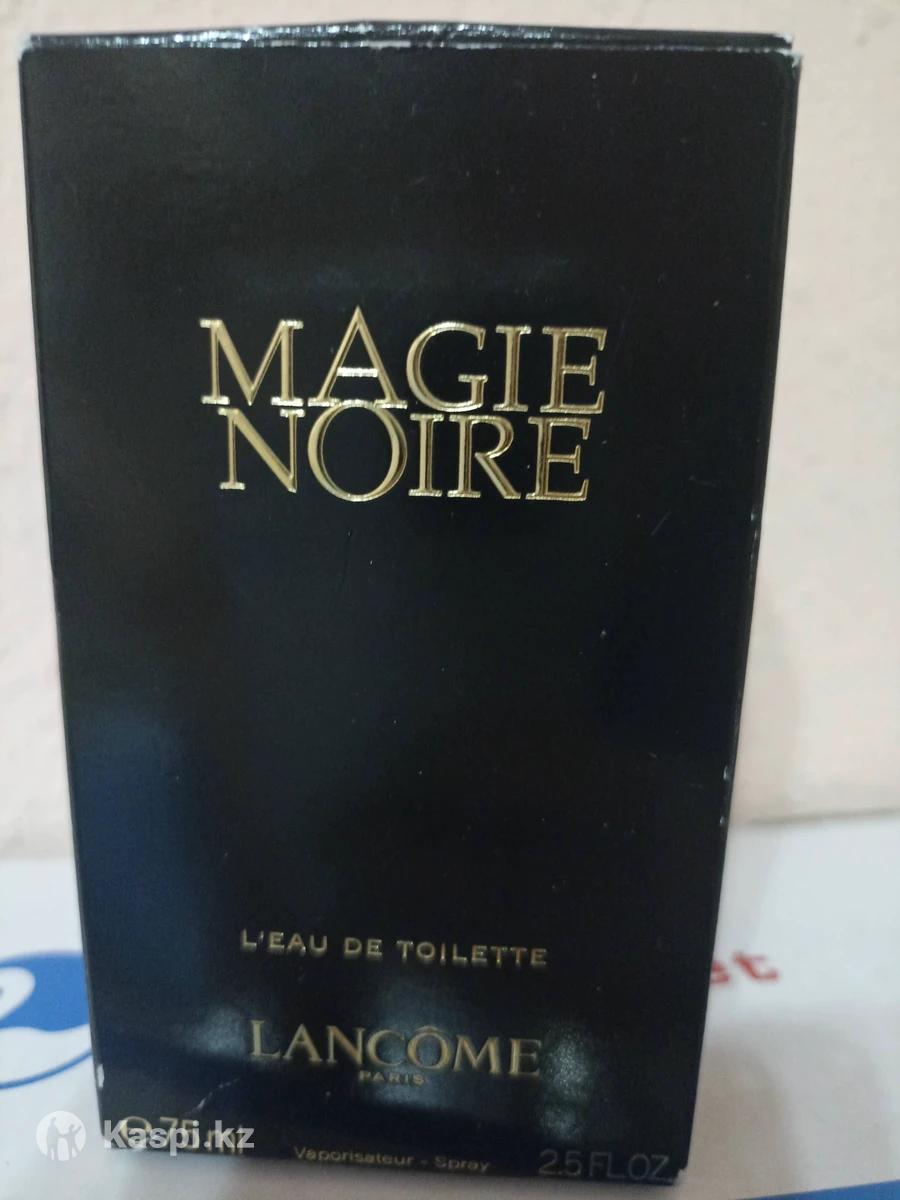 MAGIE
NOIRE
L'EAU DE TOILETTE
LANCÔME
PARIS
℮ 75 ml
Vaporisateur - Spray
2.5 FL.OZ.
Kaspi.kz